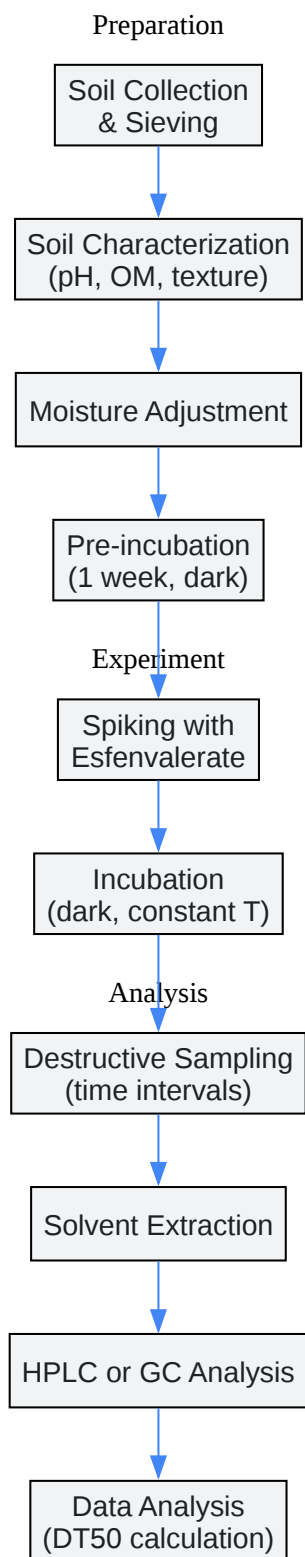 Preparation
Soil Collection
& Sieving
Soil Characterization
(pH, OM, texture)
Moisture Adjustment
Pre-incubation
(1 week, dark)
Experiment
Spiking with
Esfenvalerate
Incubation
(dark, constant T)
Analysis
Destructive Sampling
(time intervals)
Solvent Extraction
HPLC or GC Analysis
Data Analysis
(DT50 calculation)